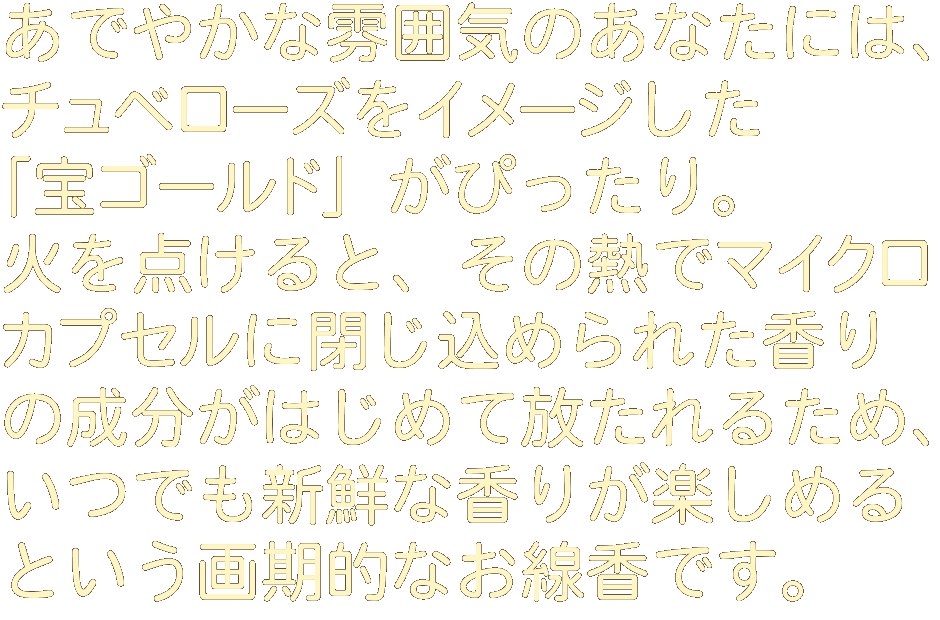 あでやかな雰囲気のあなたには、
チュベローズをイメージした
「宝ゴールド」がぴったり。
火を点けると、その熱でマイクロ
カプセルに閉じ込められた香り
の成分がはじめて放たれるため、
いつでも新鮮な香りが楽しめる
という画期的なお線香です。